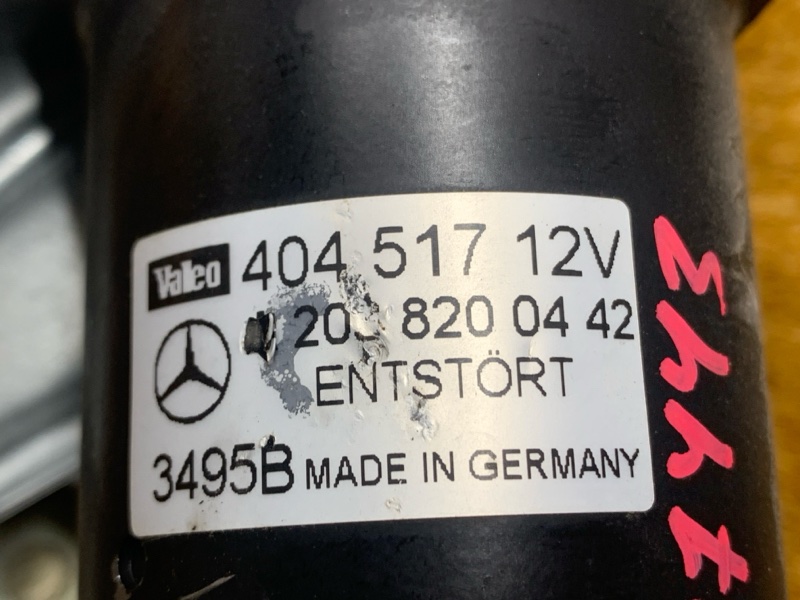 Valeo 404 517 12V
820 04 42
ENTSTÖRT
3495B MADE IN GERMANY